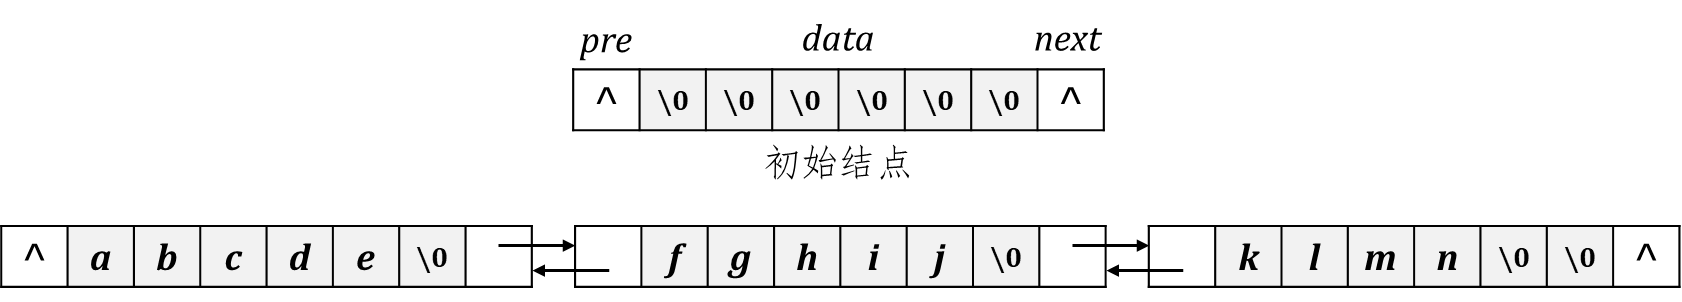 pre data next
^ \0 \0 \0 \0 \0 \0 ^
初始结点
^ a b c d e \0 f g h i j \0 k l m n \0 \0 ^